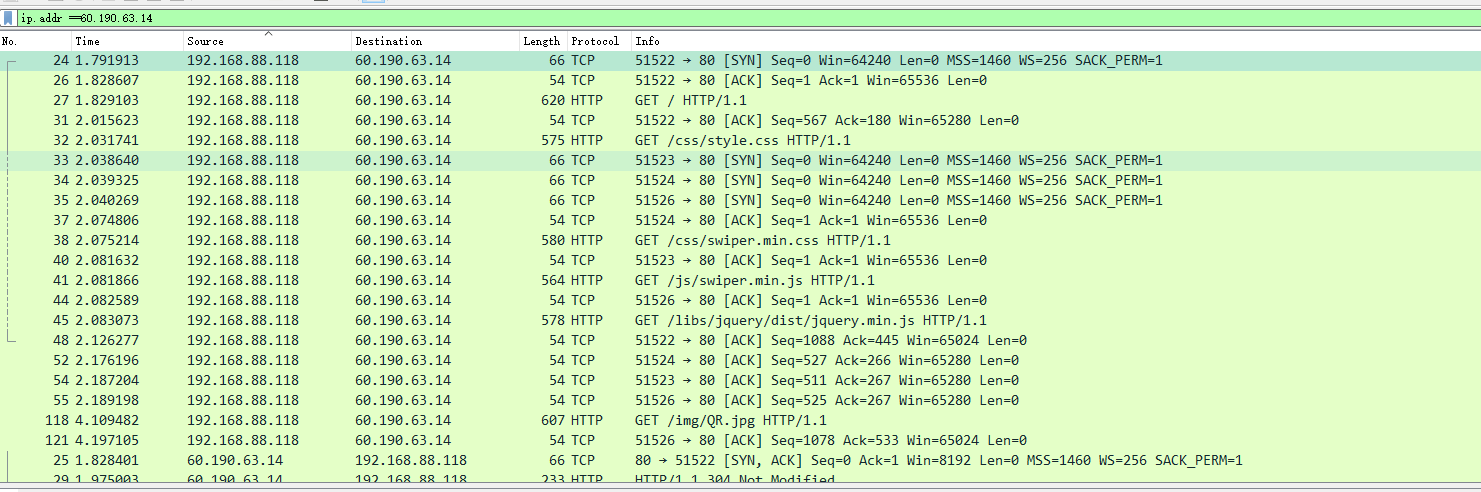 ip.addr ==60.190.63.14
No. Time Source Destination Length Protocol Info
24 1.791913 192.168.88.118 60.190.63.14 66 TCP 51522 → 80 [SYN] Seq=0 Win=64240 Len=0 MSS=1460 WS=256 SACK_PERM=1
26 1.828607 192.168.88.118 60.190.63.14 54 TCP 51522 → 80 [ACK] Seq=1 Ack=1 Win=65536 Len=0
27 1.829103 192.168.88.118 60.190.63.14 620 HTTP GET / HTTP/1.1
31 2.015623 192.168.88.118 60.190.63.14 54 TCP 51522 → 80 [ACK] Seq=567 Ack=180 Win=65280 Len=0
32 2.031741 192.168.88.118 60.190.63.14 575 HTTP GET /css/style.css HTTP/1.1
33 2.038640 192.168.88.118 60.190.63.14 66 TCP 51523 → 80 [SYN] Seq=0 Win=64240 Len=0 MSS=1460 WS=256 SACK_PERM=1
34 2.039325 192.168.88.118 60.190.63.14 66 TCP 51524 → 80 [SYN] Seq=0 Win=64240 Len=0 MSS=1460 WS=256 SACK_PERM=1
35 2.040269 192.168.88.118 60.190.63.14 66 TCP 51526 → 80 [SYN] Seq=0 Win=64240 Len=0 MSS=1460 WS=256 SACK_PERM=1
37 2.074806 192.168.88.118 60.190.63.14 54 TCP 51524 → 80 [ACK] Seq=1 Ack=1 Win=65536 Len=0
38 2.075214 192.168.88.118 60.190.63.14 580 HTTP GET /css/swiper.min.css HTTP/1.1
40 2.081632 192.168.88.118 60.190.63.14 54 TCP 51523 → 80 [ACK] Seq=1 Ack=1 Win=65536 Len=0
41 2.081866 192.168.88.118 60.190.63.14 564 HTTP GET /js/swiper.min.js HTTP/1.1
44 2.082589 192.168.88.118 60.190.63.14 54 TCP 51526 → 80 [ACK] Seq=1 Ack=1 Win=65536 Len=0
45 2.083073 192.168.88.118 60.190.63.14 578 HTTP GET /libs/jquery/dist/jquery.min.js HTTP/1.1
48 2.126277 192.168.88.118 60.190.63.14 54 TCP 51522 → 80 [ACK] Seq=1088 Ack=445 Win=65024 Len=0
52 2.176196 192.168.88.118 60.190.63.14 54 TCP 51524 → 80 [ACK] Seq=527 Ack=266 Win=65280 Len=0
54 2.187204 192.168.88.118 60.190.63.14 54 TCP 51523 → 80 [ACK] Seq=511 Ack=267 Win=65280 Len=0
55 2.189198 192.168.88.118 60.190.63.14 54 TCP 51526 → 80 [ACK] Seq=525 Ack=267 Win=65280 Len=0
118 4.109482 192.168.88.118 60.190.63.14 607 HTTP GET /img/QR.jpg HTTP/1.1
121 4.197105 192.168.88.118 60.190.63.14 54 TCP 51526 → 80 [ACK] Seq=1078 Ack=533 Win=65024 Len=0
25 1.828401 60.190.63.14 192.168.88.118 66 TCP 80 → 51522 [SYN, ACK] Seq=0 Ack=1 Win=8192 Len=0 MSS=1460 WS=256 SACK_PERM=1
29 1.975003 60.190.63.14 192.168.88.118 233 HTTP HTTP/1.1 304 Not Modified